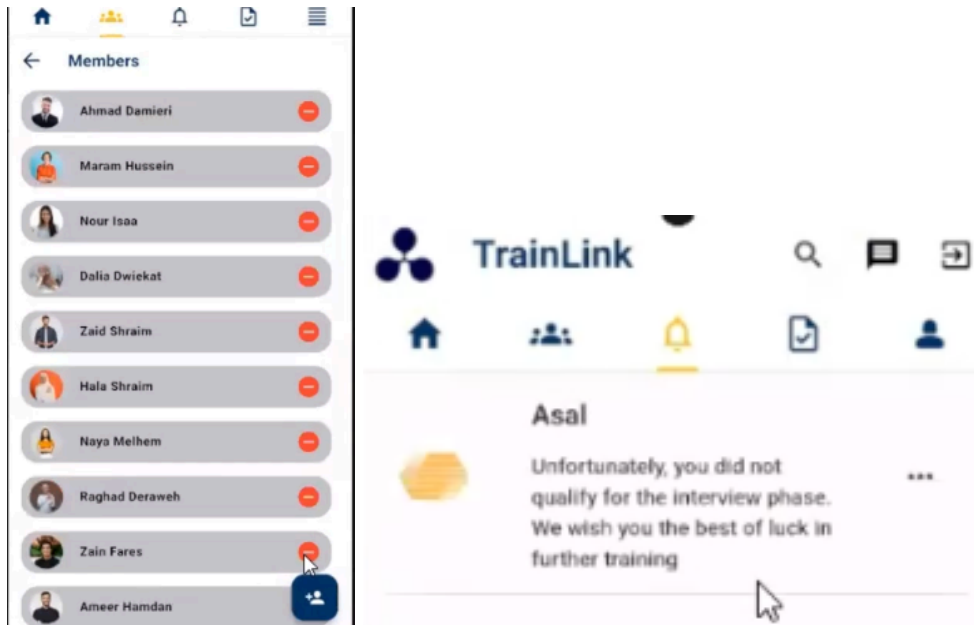 Members
Ahmad Damieri
Maram Hussein
Nour Isaa
Dalia Dwiekat
Zaid Shraim
Hala Shraim
Naya Melhem
Raghad Deraweh
Zain Fares
Ameer Hamdan
TrainLink
Asal
Unfortunately, you did not
qualify for the interview phase.
We wish you the best of luck in
further training